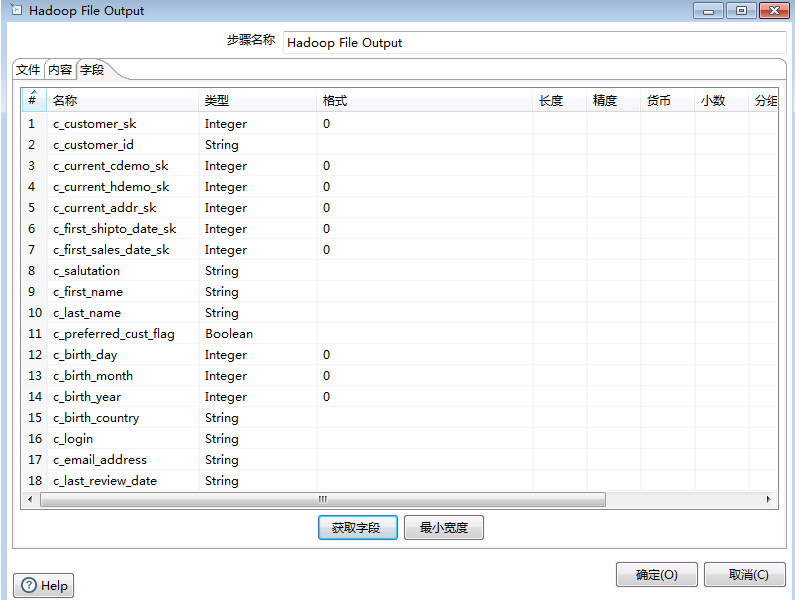 Hadoop File Output
步骤名称 Hadoop File Output
文件 内容 字段
# 名称 类型 格式 长度 精度 货币 小数 分组
1 c_customer_sk Integer 0
2 c_customer_id String
3 c_current_cdemo_sk Integer 0
4 c_current_hdemo_sk Integer 0
5 c_current_addr_sk Integer 0
6 c_first_shipto_date_sk Integer 0
7 c_first_sales_date_sk Integer 0
8 c_salutation String
9 c_first_name String
10 c_last_name String
11 c_preferred_cust_flag Boolean
12 c_birth_day Integer 0
13 c_birth_month Integer 0
14 c_birth_year Integer 0
15 c_birth_country String
16 c_login String
17 c_email_address String
18 c_last_review_date String
获取字段 最小宽度
确定(O) 取消(C)
Help